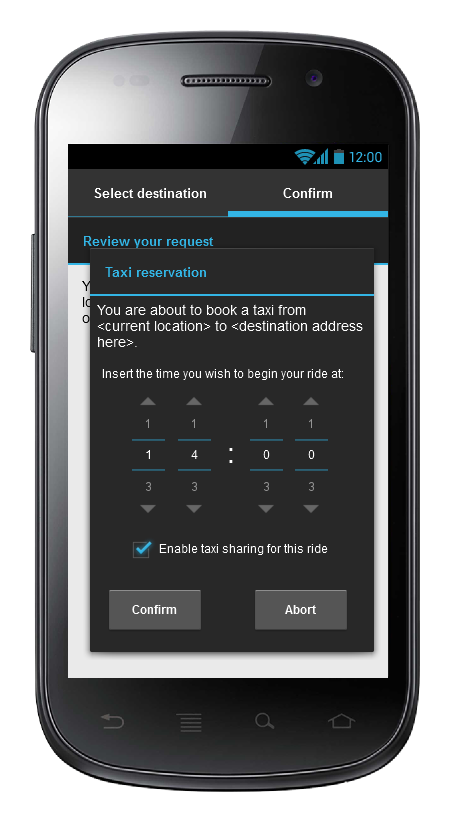 12:00
Select destination Confirm
Review your request
Taxi reservation
You are about to book a taxi from
<current location> to <destination address
here>.
Insert the time you wish to begin your ride at:
1 1 1 1
1 4 : 0 0
3 3 3 3
Enable taxi sharing for this ride
Confirm Abort